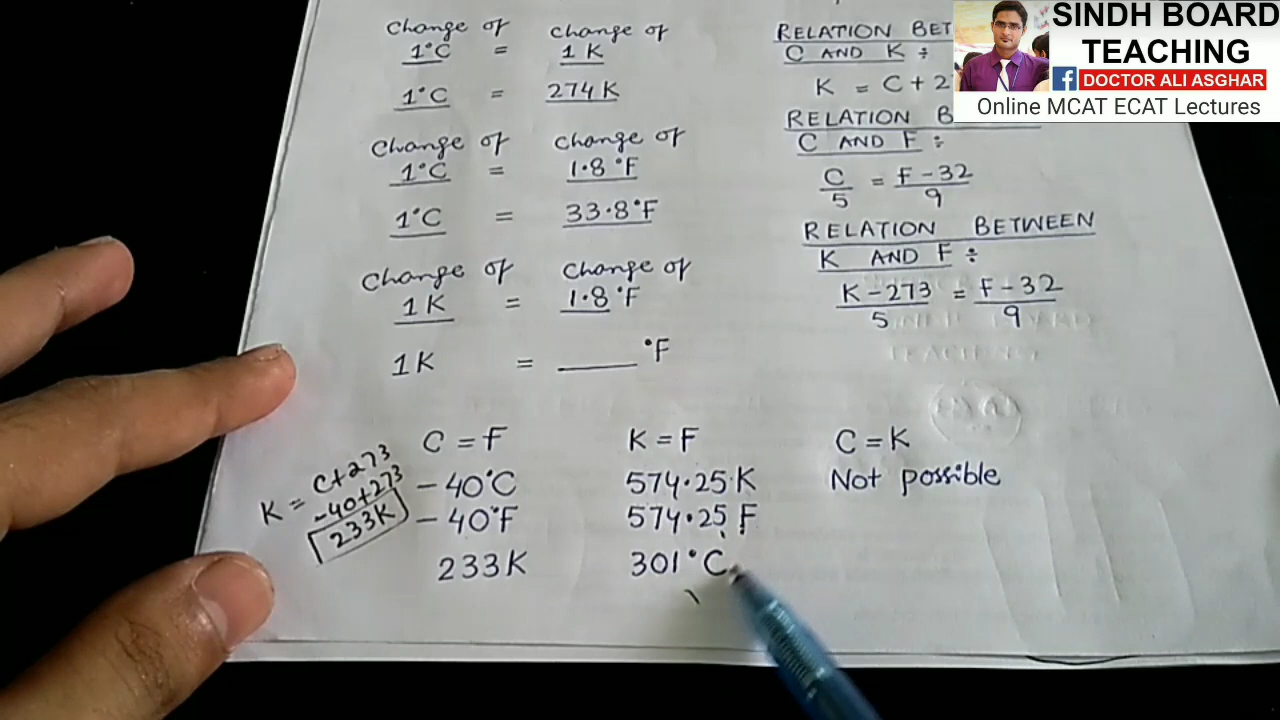 Change of Change of
1°C = 1 K
1°C = 274 K
Change of Change of
1°C = 1.8°F
1°C = 33.8°F
Change of Change of
1 K = 1.8°F
1 K = ____ °F
RELATION
C AND K :
K = C + 2
RELATION
C AND F :
C/5 = F - 32/9
RELATION BETWEEN
K AND F :
K - 273/5 = F - 32/9
TEACHING
K = C + 273
- 40 + 273
233K
C = F
- 40°C
- 40°F
233 K
K = F
574.25 K
574.25 F
301°C
C = K
Not possible
SINDH BOARD
TEACHING
f DOCTOR ALI ASGHAR
Online MCAT ECAT Lectures